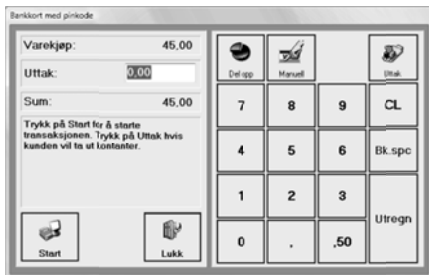 Bankkort med pinkode
Varekjøp: 45,00
Uttak: 0,00
Sum: 45,00
Trykk på Start for å starte
transaksjonen. Trykk på Uttak hvis
kunden vil ta ut kontanter.
Start Lukk
Del opp Manuell Uttak
7 8 9 CL
4 5 6 Bk.spc
1 2 3
Utregn
0 . ,50